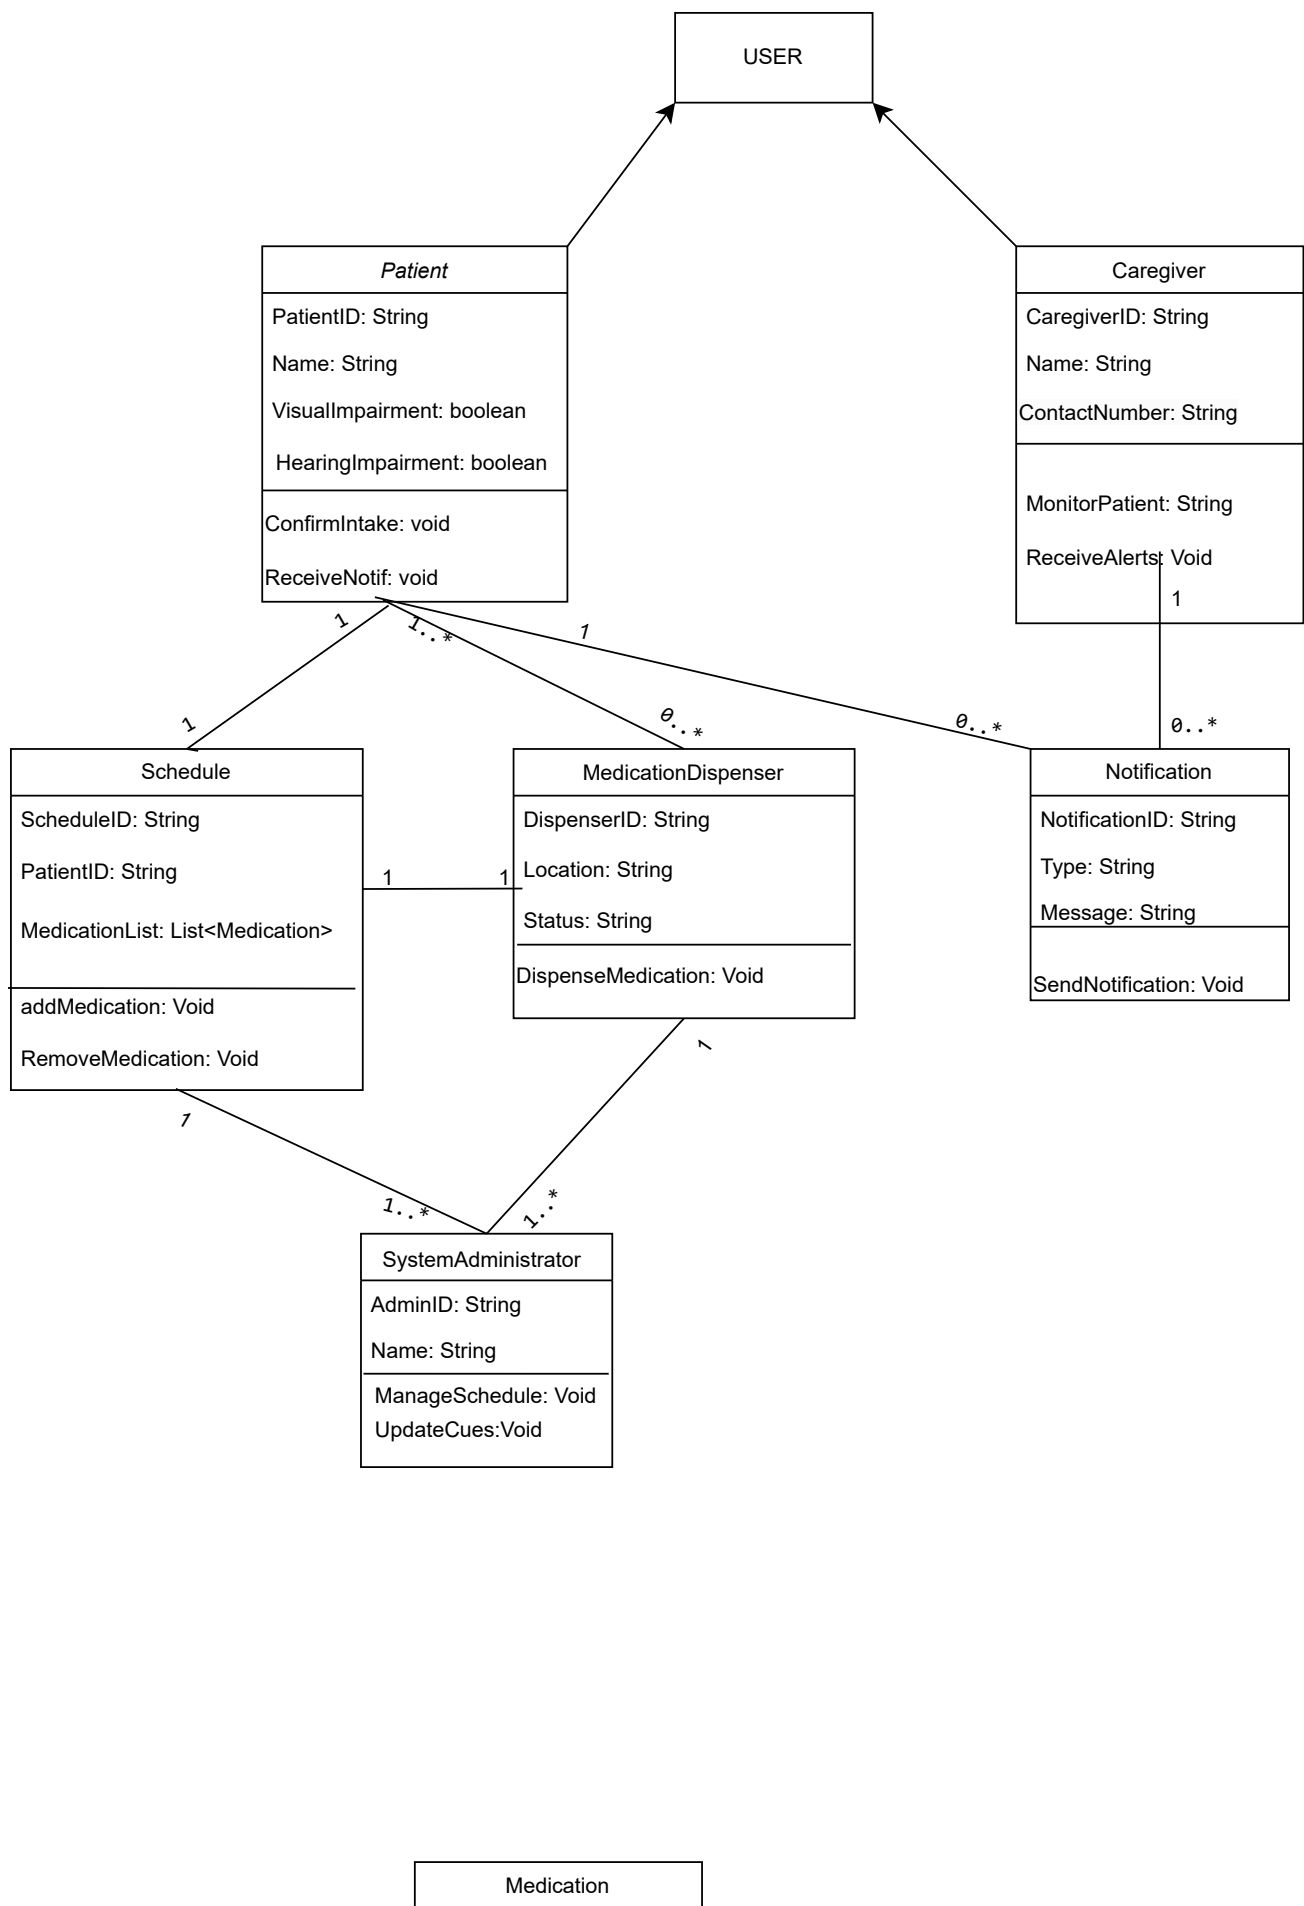 USER
Patient
PatientID: String
Name: String
VisualImpairment: boolean
HearingImpairment: boolean
ConfirmIntake: void
ReceiveNotif: void
Caregiver
CaregiverID: String
Name: String
ContactNumber: String
MonitorPatient: String
ReceiveAlerts: Void
1
1
1..*
1
1
0..*
0..*
0..*
Schedule
ScheduleID: String
PatientID: String
MedicationList: List<Medication>
addMedication: Void
RemoveMedication: Void
1
1
MedicationDispenser
DispenserID: String
Location: String
Status: String
DispenseMedication: Void
Notification
NotificationID: String
Type: String
Message: String
SendNotification: Void
1
1
1..*
1..*
SystemAdministrator
AdminID: String
Name: String
ManageSchedule: Void
UpdateCues:Void
Medication